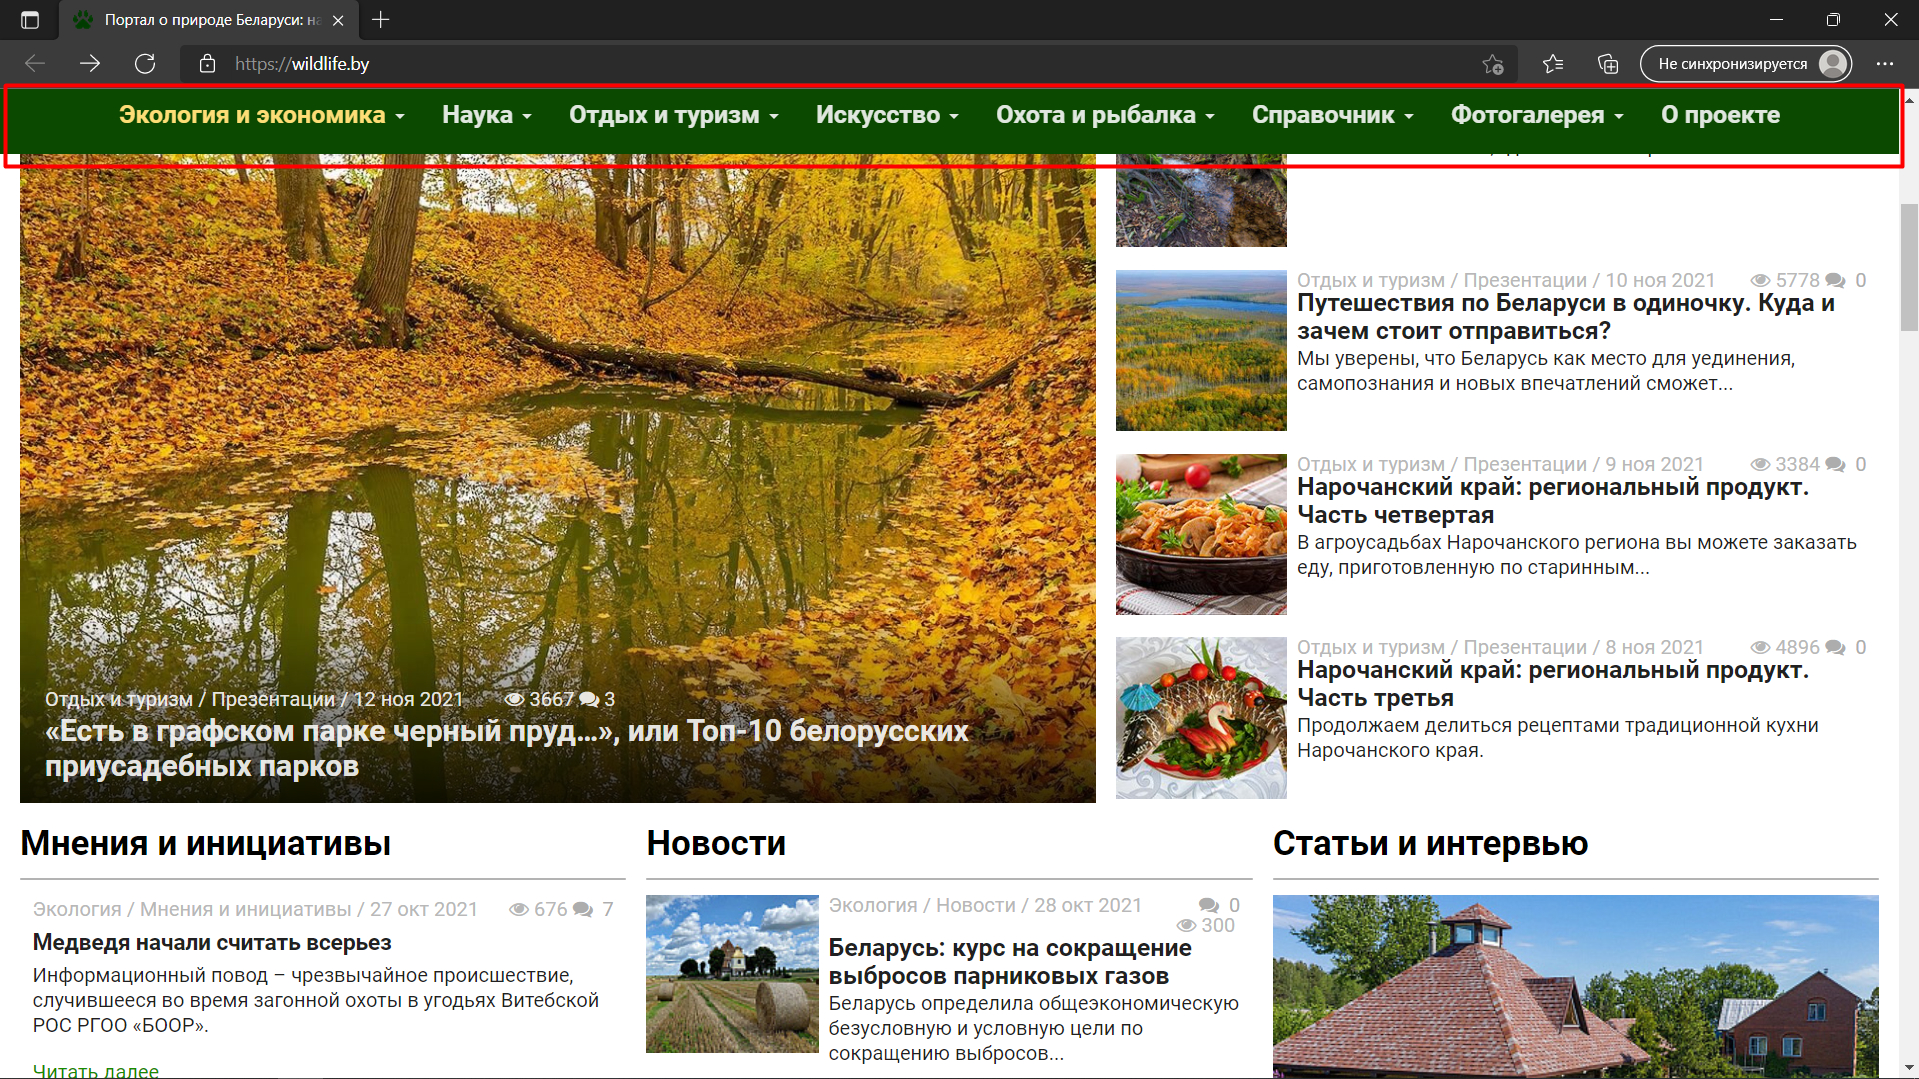 Портал о природе Беларуси: на
https://wildlife.by
Не синхронизируется
Экология и экономика Наука Отдых и туризм Искусство Охота и рыбалка Справочник Фотогалерея О проекте
Отдых и туризм / Презентации / 12 ноя 2021 3667 3
«Есть в графском парке черный пруд...», или Топ-10 белорусских
приусадебных парков
Отдых и туризм / Презентации / 10 ноя 2021 5778 0
Путешествия по Беларуси в одиночку. Куда и
зачем стоит отправиться?
Мы уверены, что Беларусь как место для уединения,
самопознания и новых впечатлений сможет...
Отдых и туризм / Презентации / 9 ноя 2021 3384 0
Нарочанский край: региональный продукт.
Часть четвертая
В агроусадьбах Нарочанского региона вы можете заказать
еду, приготовленную по старинным...
Отдых и туризм / Презентации / 8 ноя 2021 4896 0
Нарочанский край: региональный продукт.
Часть третья
Продолжаем делиться рецептами традиционной кухни
Нарочанского края.
Мнения и инициативы
Экология / Мнения и инициативы / 27 окт 2021 676 7
Медведя начали считать всерьез
Информационный повод – чрезвычайное происшествие,
случившееся во время загонной охоты в угодьях Витебской
РОС РГОО «БООР».
Читать далее
Новости
Экология / Новости / 28 окт 2021 0
300
Беларусь: курс на сокращение
выбросов парниковых газов
Беларусь определила общеэкономическую
безусловную и условную цели по
сокращению выбросов...
Статьи и интервью